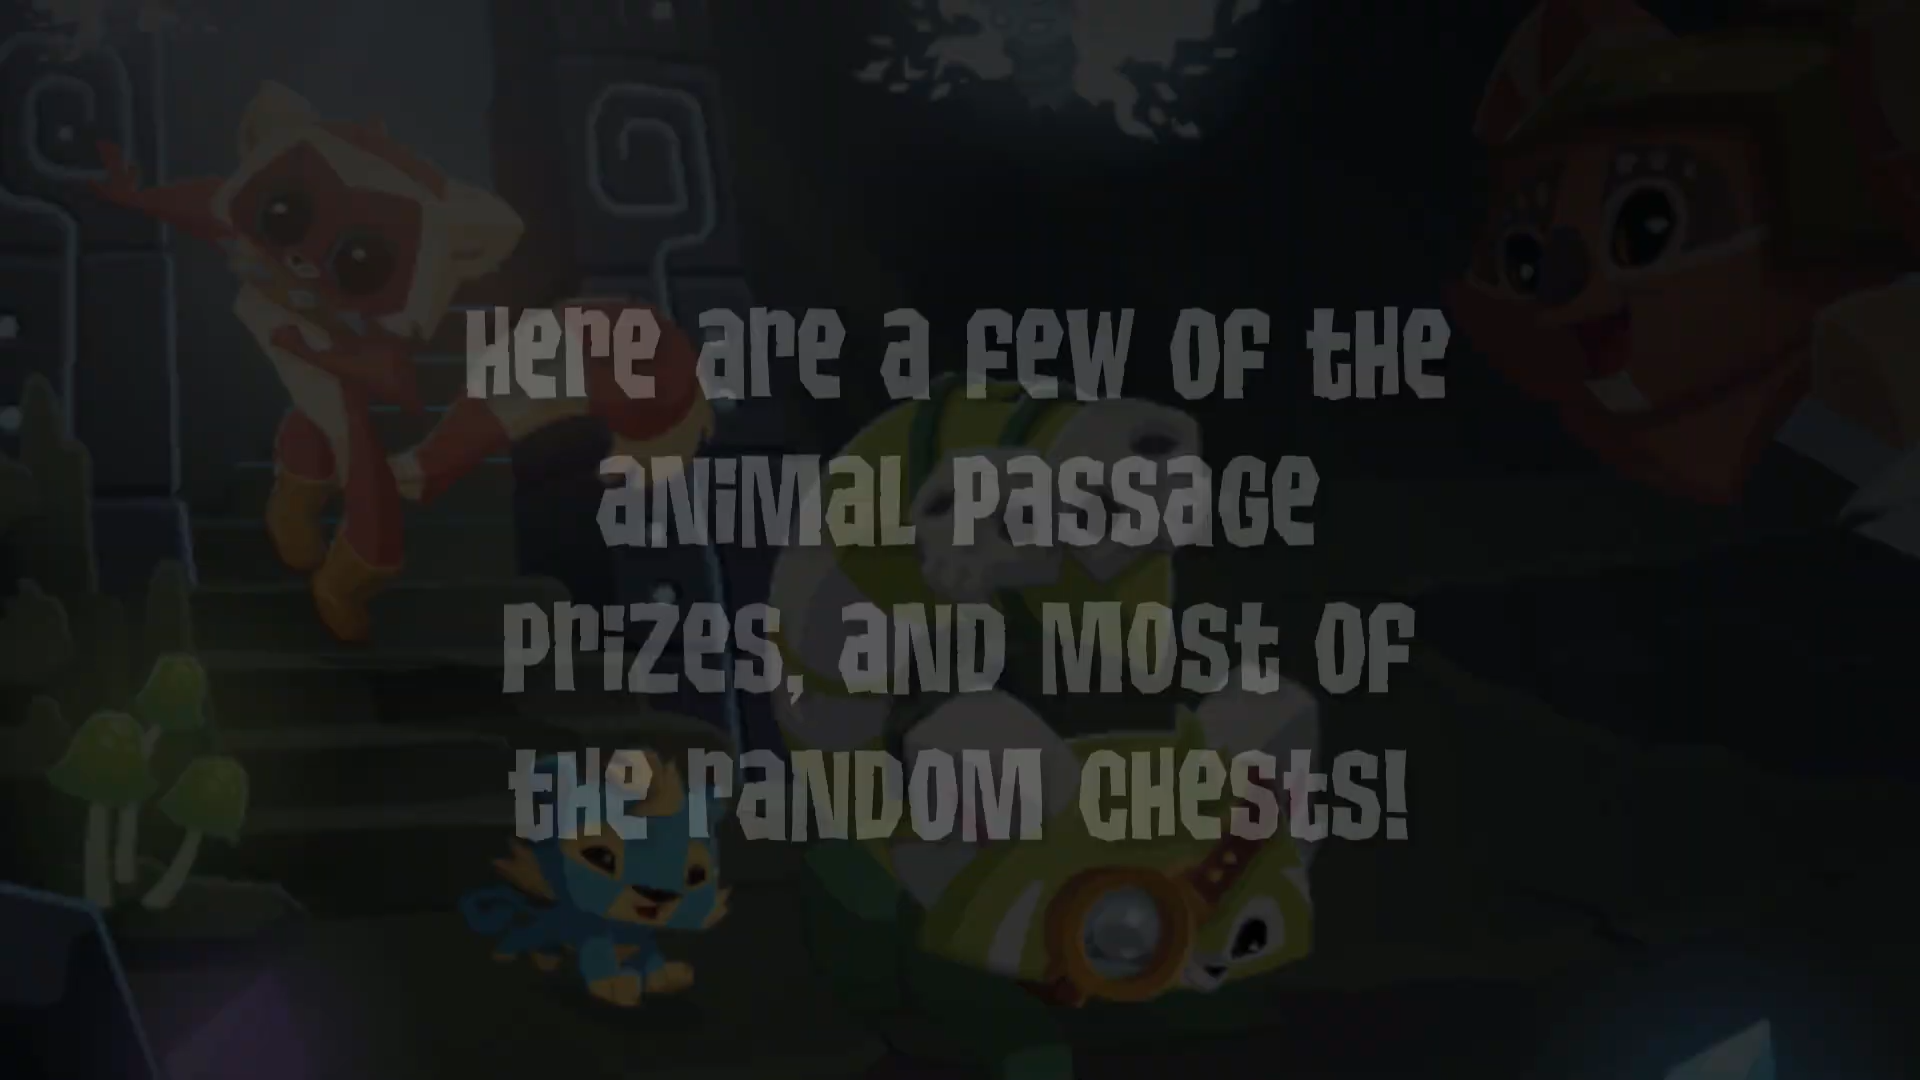 Here are a few of the
animal passage
prizes, and most of
the random chests!